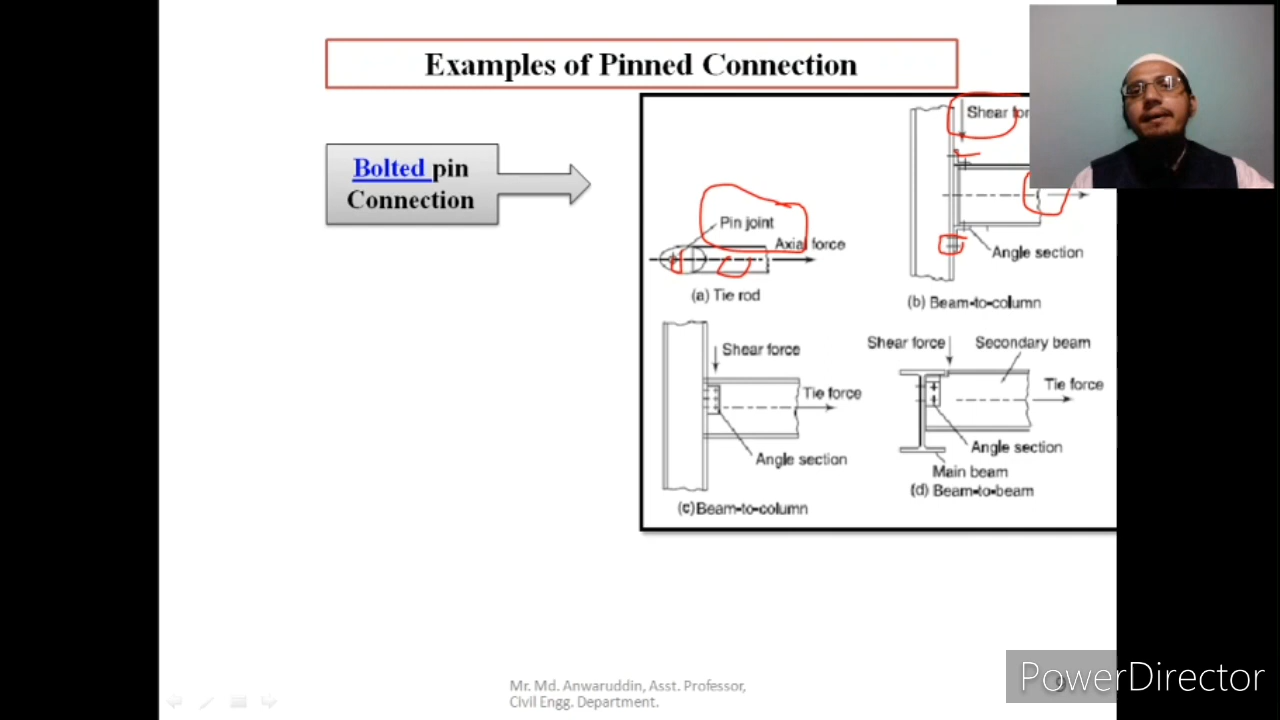 Examples of Pinned Connection
Bolted pin
Connection
Shear
Pin joint
Axial force
Angle section
(a) Tie rod
(b) Beam-to-column
Shear force
Tie force
Angle section
(c) Beam-to-column
Shear force
Secondary beam
Tie force
Angle section
Main beam
(d) Beam-to-beam
Mr. Md. Anwaruddin, Asst. Professor,
Civil Engg. Department.
PowerDirector